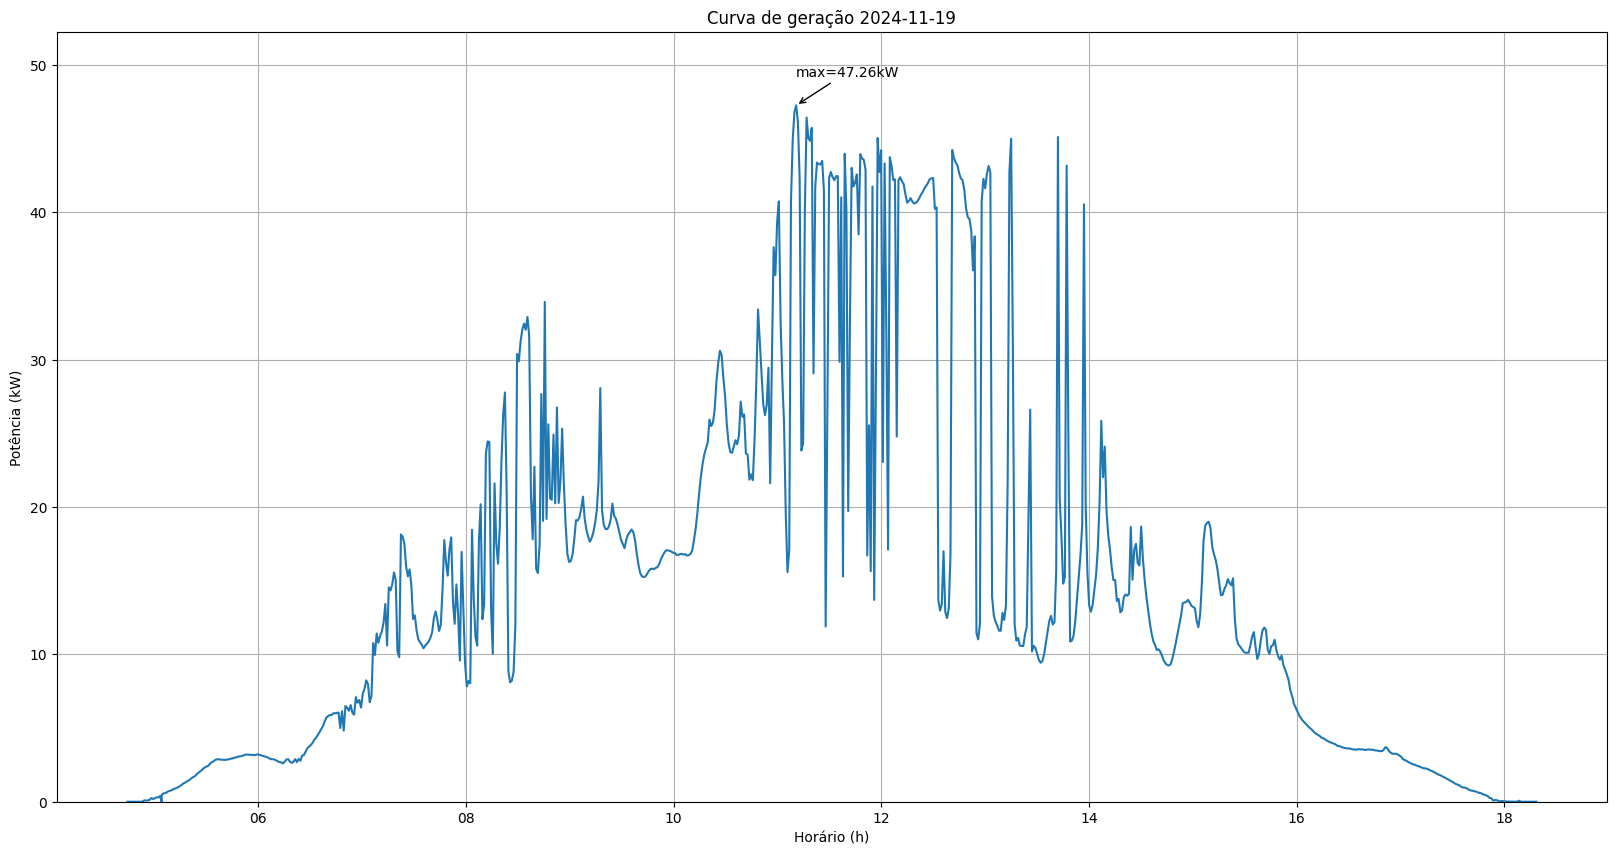 Curva de geração 2024-11-19
max=47.26kW
50
40
30
20
10
0
Potência (kW)
06 08 10 12 14 16 18
Horário (h)